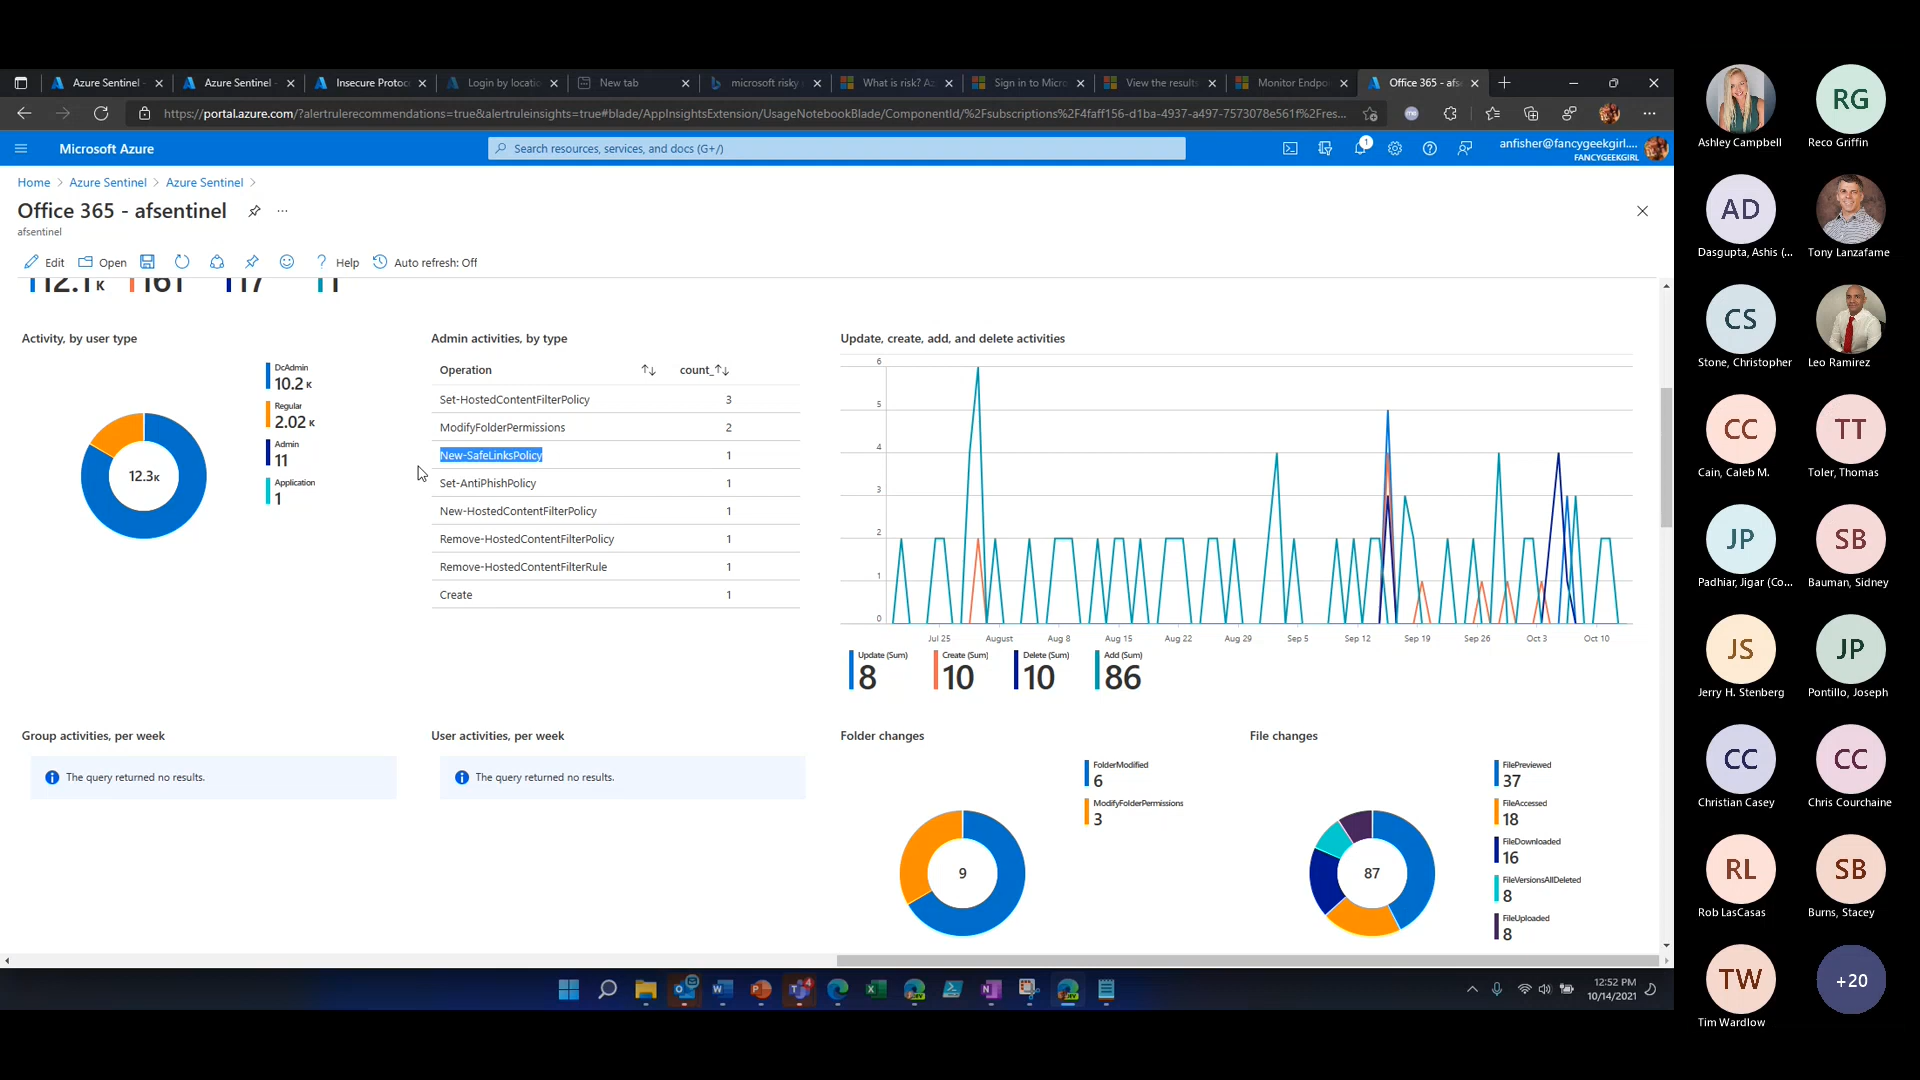 Azure Sentinel -
Azure Sentinel -
Insecure Protoc
Login by locatio
New tab
microsoft risky
What is risk? Az
Sign in to Micro
View the results
Monitor Endpo
Office 365 - afs
https://portal.azure.com/?alertrulerecommendations=true&alertruleinsights=true#blade/AppInsightsExtension/UsageNotebookBlade/ComponentId/%2Fsubscriptions%2F4faff156-d1ba-4937-a497-7573078e561f%2Fres...
Microsoft Azure
Search resources, services, and docs (G+/)
1
anfisher@fancygeekgirl....
FANCYGEEKGIRL
Home > Azure Sentinel > Azure Sentinel >
Office 365 - afsentinel
afsentinel
Edit
Open
Help
Auto refresh: Off
12.1K
161
17
1
Activity, by user type
12.3K
DcAdmin
10.2 K
Regular
2.02 K
Admin
11
Application
1
Admin activities, by type
Operation count_
Set-HostedContentFilterPolicy 3
ModifyFolderPermissions 2
New-SafeLinksPolicy 1
Set-AntiPhishPolicy 1
New-HostedContentFilterPolicy 1
Remove-HostedContentFilterPolicy 1
Remove-HostedContentFilterRule 1
Create 1
Update, create, add, and delete activities
6
5
4
3
2
1
0
Jul 25 August Aug 8 Aug 15 Aug 22 Aug 29 Sep 5 Sep 12 Sep 19 Sep 26 Oct 3 Oct 10
Update (Sum)
8
Create (Sum)
10
Delete (Sum)
10
Add (Sum)
86
Group activities, per week
The query returned no results.
User activities, per week
The query returned no results.
Folder changes
9
FolderModified
6
ModifyFolderPermissions
3
File changes
87
FilePreviewed
37
FileAccessed
18
FileDownloaded
16
FileVersionsAllDeleted
8
FileUploaded
8
12:52 PM
10/14/2021
Ashley Campbell
RG
Reco Griffin
AD
Dasgupta, Ashis (...
Tony Lanzafame
CS
Stone, Christopher
Leo Ramirez
CC
Cain, Caleb M.
TT
Toler, Thomas
JP
Padhiar, Jigar (Co...
SB
Bauman, Sidney
JS
Jerry H. Stenberg
JP
Pontillo, Joseph
CC
Christian Casey
CC
Chris Courchaine
RL
Rob LasCasas
SB
Burns, Stacey
TW
Tim Wardlow
+20